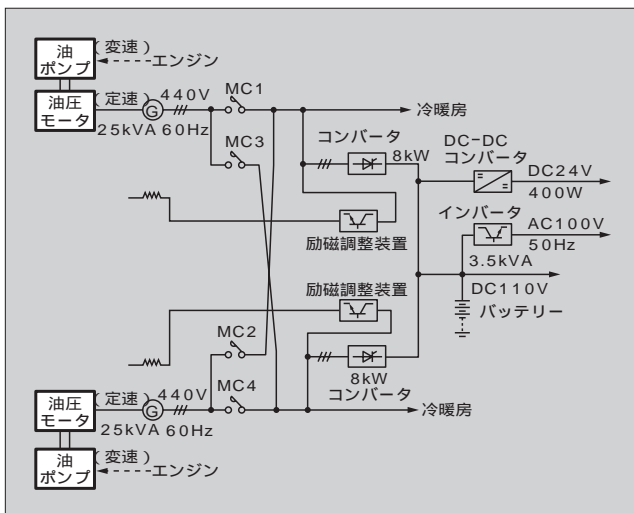 油
ポンプ
(変速)
エンジン
油圧
モータ
(定速)
G
440V
25kVA 60Hz
MC1
MC3
冷暖房
コンバータ
8kW
DC-DC
コンバータ
DC24V
400W
励磁調整装置
インバータ
AC100V
50Hz
3.5kVA
DC110V
バッテリー
励磁調整装置
MC2
MC4
8kW
コンバータ
冷暖房
油圧
モータ
(定速)
G
440V
25kVA 60Hz
油
ポンプ
(変速)
エンジン